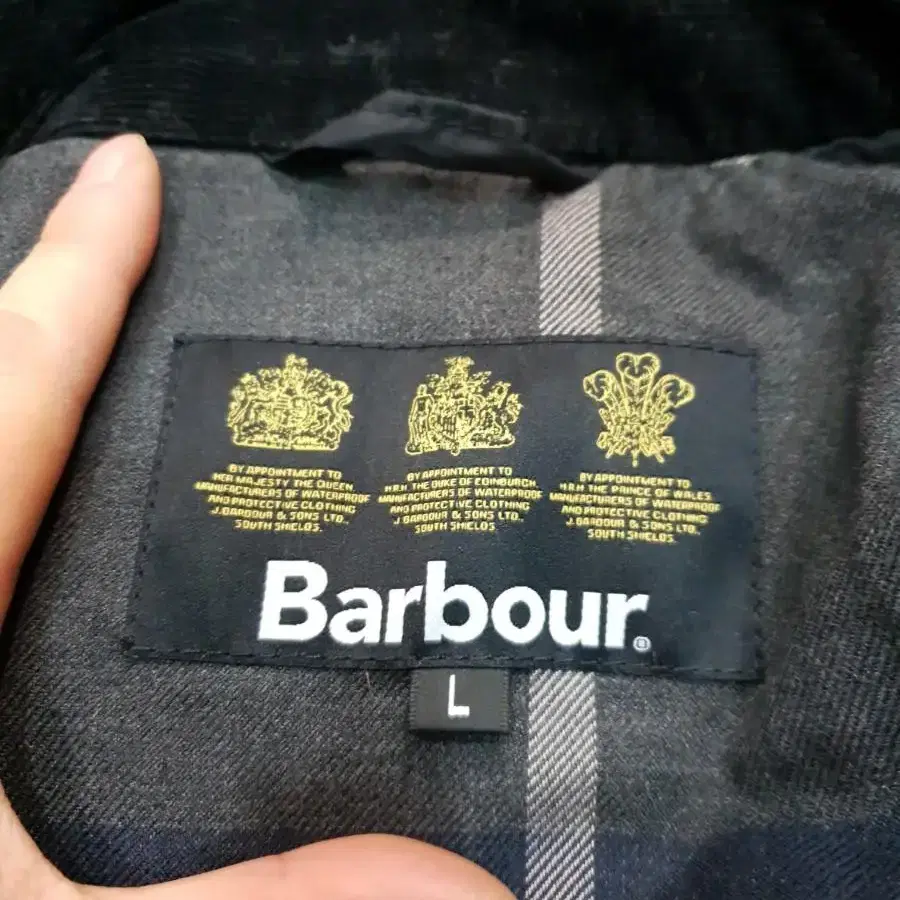 BY APPOINTMENT TO
HER MAJESTY THE QUEEN
MANUFACTURERS OF WATERPROOF
AND PROTECTIVE CLOTHING
J.BARBOUR & SONS LTD.,
SOUTH SHIELDS.
BY APPOINTMENT TO
H.R.H. THE DUKE OF EDINBURGH
MANUFACTURERS OF WATERPROOF
AND PROTECTIVE CLOTHING
J.BARBOUR & SONS LTD.,
SOUTH SHIELDS.
BY APPOINTMENT TO
H.R.H. THE PRINCE OF WALES
MANUFACTURERS OF WATERPROOF
AND PROTECTIVE CLOTHING
J.BARBOUR & SONS LTD.,
SOUTH SHIELDS.
Barbour®
L